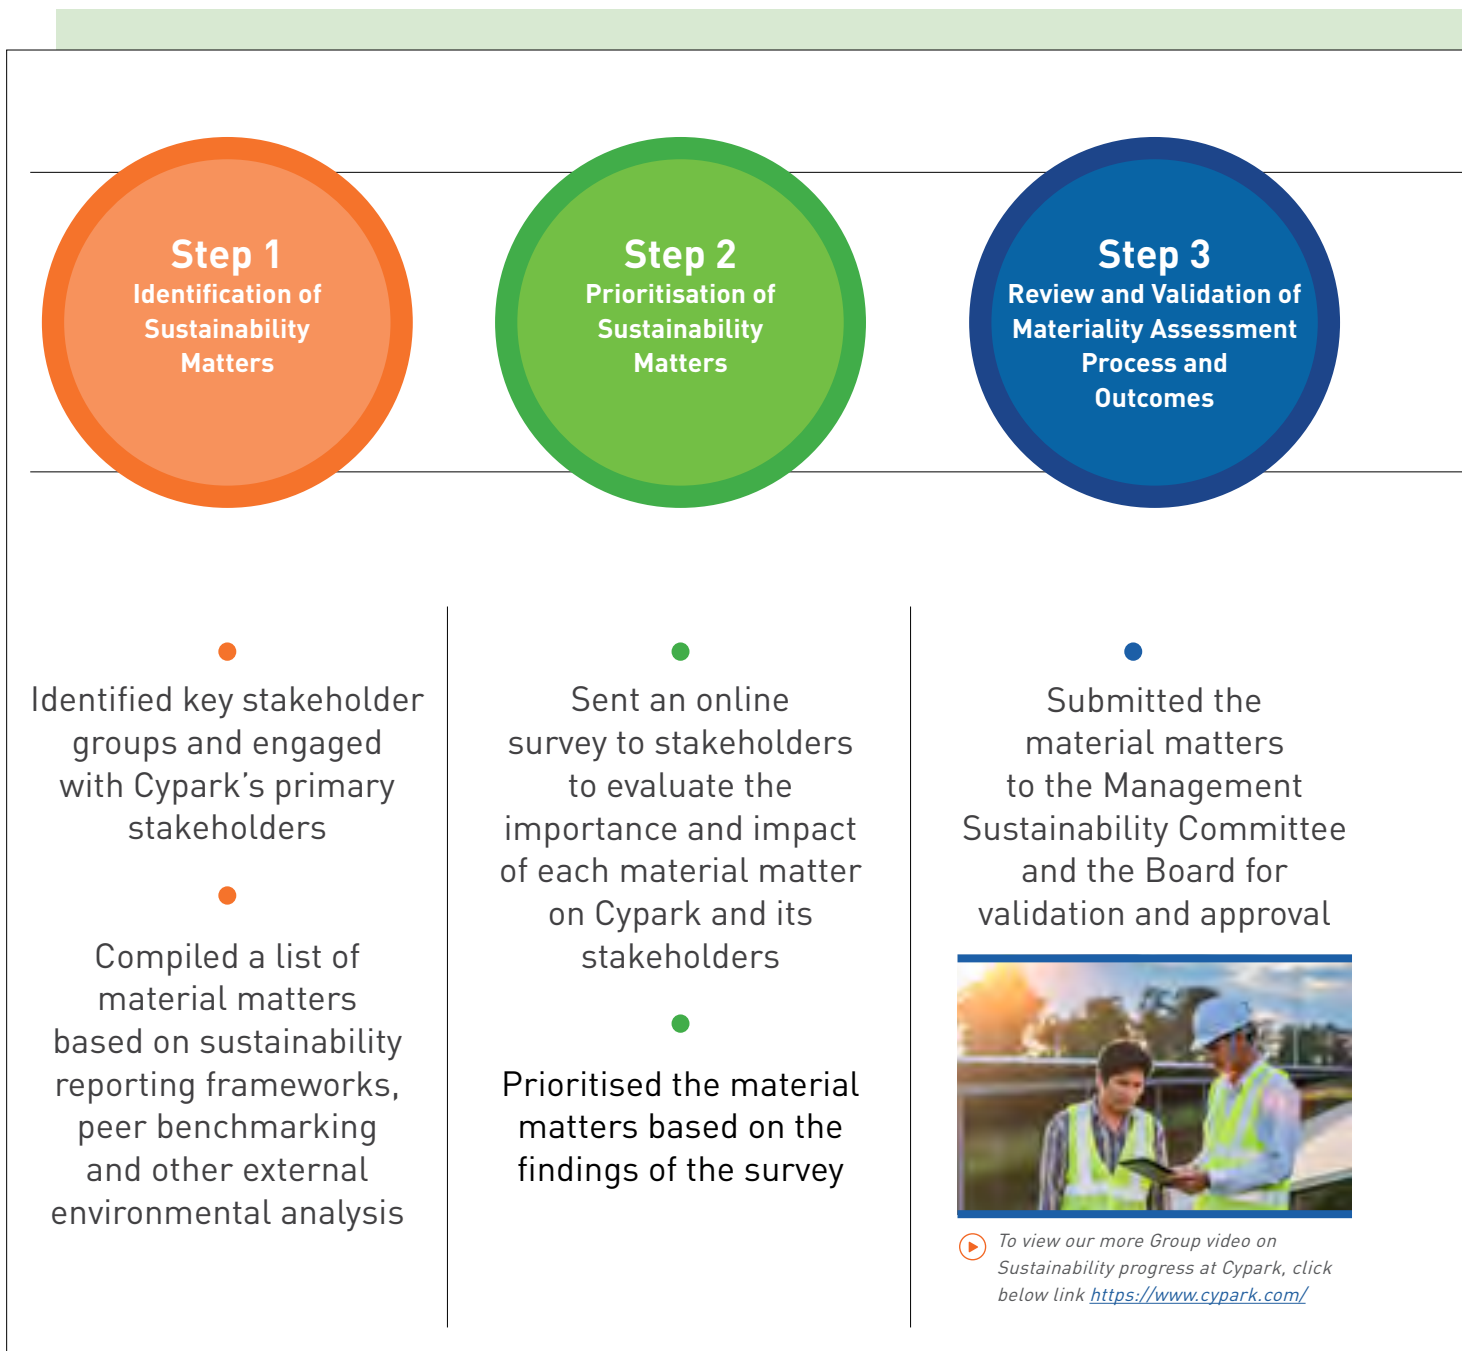 Step 1
Identification of
Sustainability
Matters
Step 2
Prioritisation of
Sustainability
Matters
Step 3
Review and Validation of
Materiality Assessment
Process and
Outcomes
Identified key stakeholder
groups and engaged
with Cypark’s primary
stakeholders
Compiled a list of
material matters
based on sustainability
reporting frameworks,
peer benchmarking
and other external
environmental analysis
Sent an online
survey to stakeholders
to evaluate the
importance and impact
of each material matter
on Cypark and its
stakeholders
Prioritised the material
matters based on the
findings of the survey
Submitted the
material matters
to the Management
Sustainability Committee
and the Board for
validation and approval
To view our more Group video on
Sustainability progress at Cypark, click
below link https://www.cypark.com/